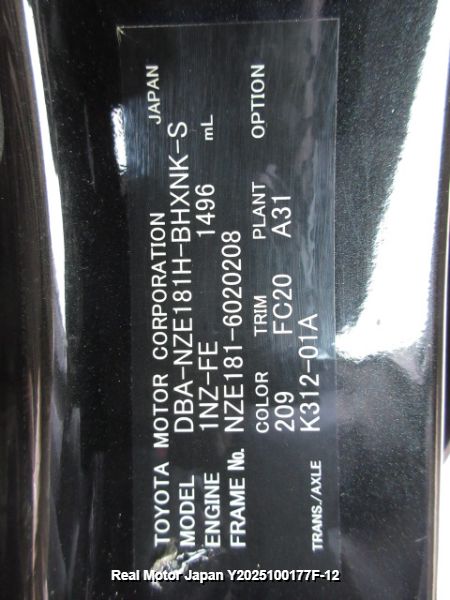 TOYOTA MOTOR CORPORATION JAPAN
MODEL DBA-NZE181H-BHXNK-S
ENGINE 1NZ-FE 1496 mL
FRAME No. NZE181-6020208
COLOR TRIM PLANT OPTION
209 FC20 A31
TRANS./AXLE K312-01A
Real Motor Japan Y2025100177F-12